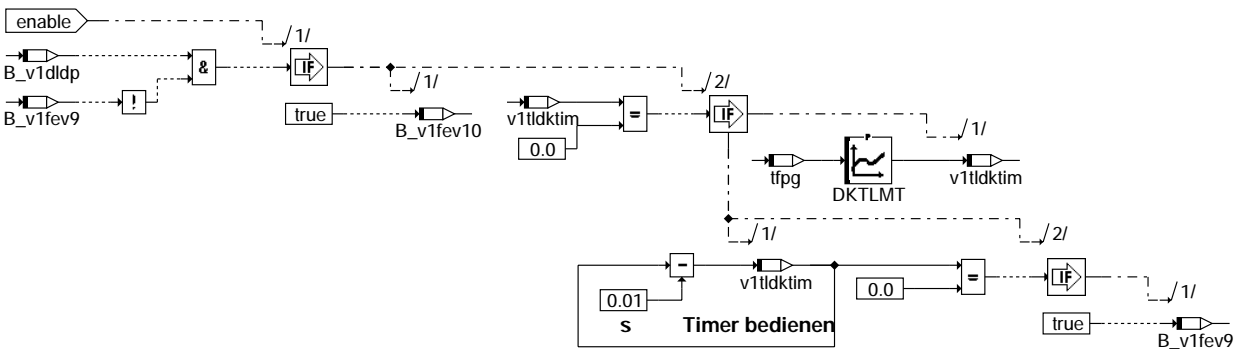 enable
/1/
B_v1dldp
&
IF
/1/
/2/
B_v1fev9
!
true
B_v1fev10
v1tldktim
=
IF
0.0
/1/
P
tfpg
DKTLMT
v1tldktim
/1/
/2/
-
v1tldktim
=
IF
0.01
0.0
/1/
s
Timer bedienen
true
B_v1fev9